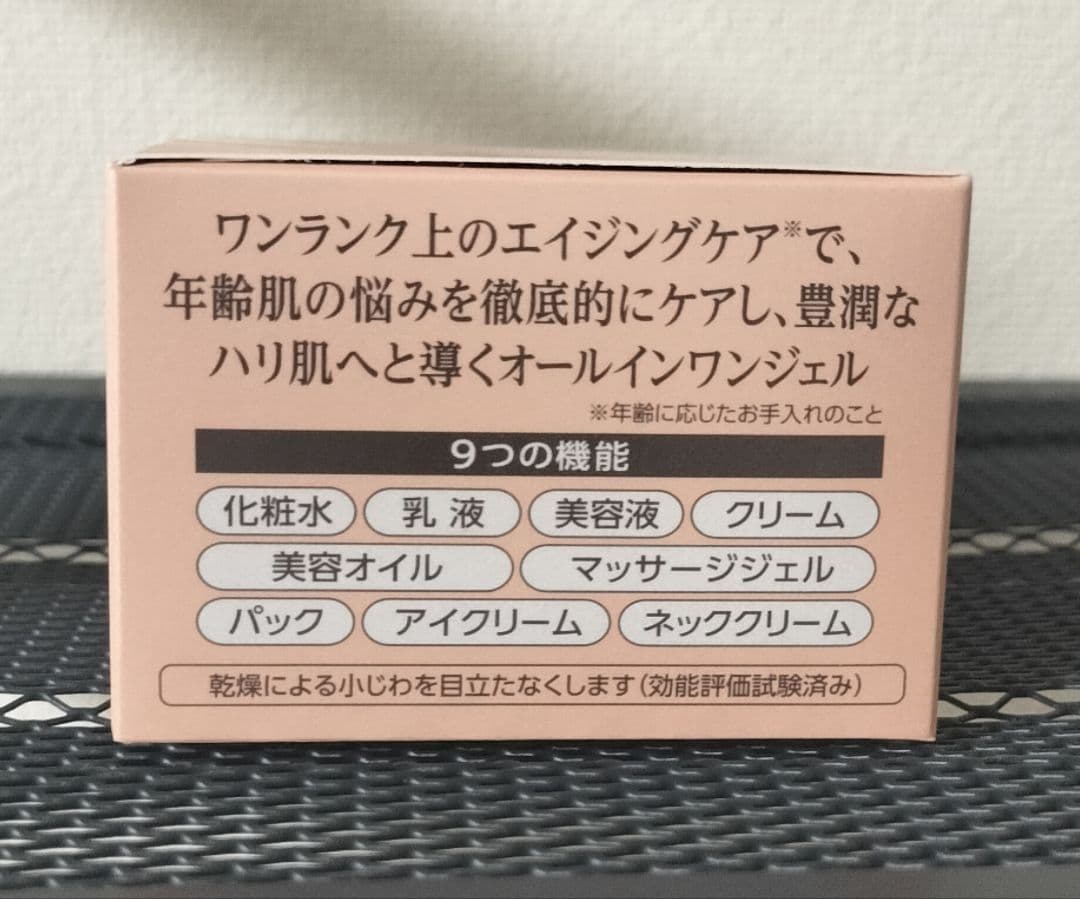 ワンランク上のエイジングケア※で、
年齢肌の悩みを徹底的にケアし、豊潤な
ハリ肌へと導くオールインワンジェル
※年齢に応じたお手入れのこと
9つの機能
化粧水 乳液 美容液 クリーム
美容オイル マッサージジェル
パック アイクリーム ネッククリーム
乾燥による小じわを目立たなくします(効能評価試験済み)